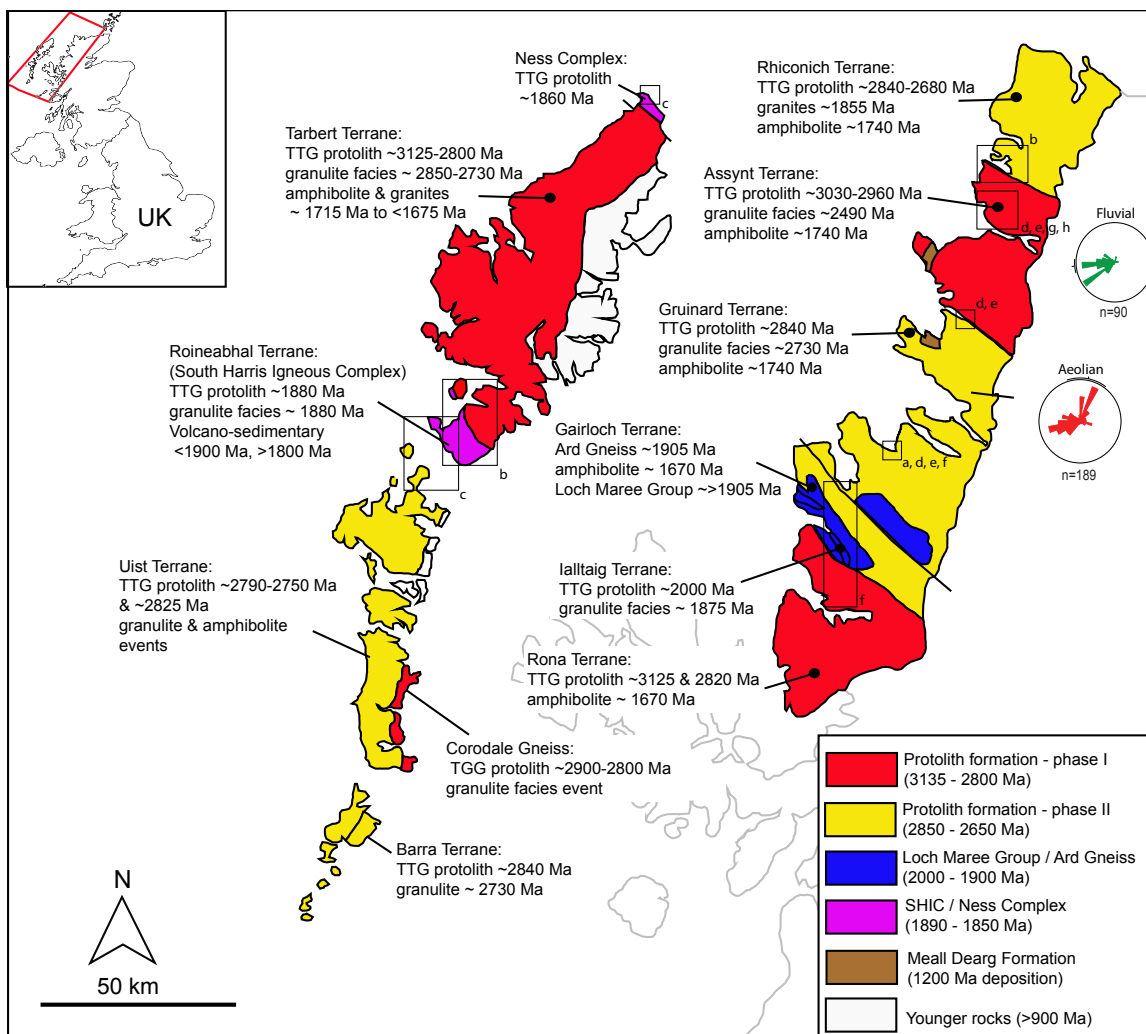 UK
Ness Complex:
TTG protolith
~1860 Ma
c
Tarbert Terrane:
TTG protolith ~3125-2800 Ma
granulite facies ~ 2850-2730 Ma
amphibolite & granites
~ 1715 Ma to <1675 Ma
Rhiconich Terrane:
TTG protolith ~2840-2680 Ma
granites ~1855 Ma
amphibolite ~1740 Ma
b
Assynt Terrane:
TTG protolith ~3030-2960 Ma
granulite facies ~2490 Ma
amphibolite ~1740 Ma
d, e, g, h
Fluvial
n=90
d, e
Gruinard Terrane:
TTG protolith ~2840 Ma
granulite facies ~2730 Ma
amphibolite ~1740 Ma
Aeolian
n=189
Roineabhal Terrane:
(South Harris Igneous Complex)
TTG protolith ~1880 Ma
granulite facies ~ 1880 Ma
Volcano-sedimentary
<1900 Ma, >1800 Ma
b
c
Gairloch Terrane:
Ard Gneiss ~1905 Ma
amphibolite ~ 1670 Ma
Loch Maree Group ~>1905 Ma
a, d, e, f
Uist Terrane:
TTG protolith ~2790-2750 Ma
& ~2825 Ma
granulite & amphibolite
events
Ialltaig Terrane:
TTG protolith ~2000 Ma
granulite facies ~ 1875 Ma
f
Rona Terrane:
TTG protolith ~3125 & 2820 Ma
amphibolite ~ 1670 Ma
Corodale Gneiss:
TGG protolith ~2900-2800 Ma
granulite facies event
Barra Terrane:
TTG protolith ~2840 Ma
granulite ~ 2730 Ma
N
50 km
Protolith formation - phase I
(3135 - 2800 Ma)
Protolith formation - phase II
(2850 - 2650 Ma)
Loch Maree Group / Ard Gneiss
(2000 - 1900 Ma)
SHIC / Ness Complex
(1890 - 1850 Ma)
Meall Dearg Formation
(1200 Ma deposition)
Younger rocks (>900 Ma)